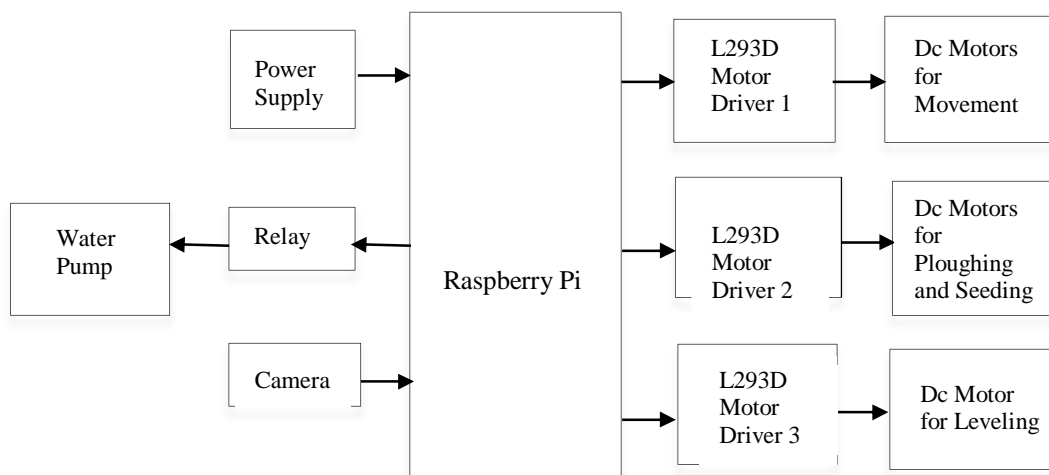 Power
Supply
Water
Pump
Relay
Camera
Raspberry Pi
L293D
Motor
Driver 1
Dc Motors
for
Movement
L293D
Motor
Driver 2
Dc Motors
for
Ploughing
and Seeding
L293D
Motor
Driver 3
Dc Motor
for Leveling